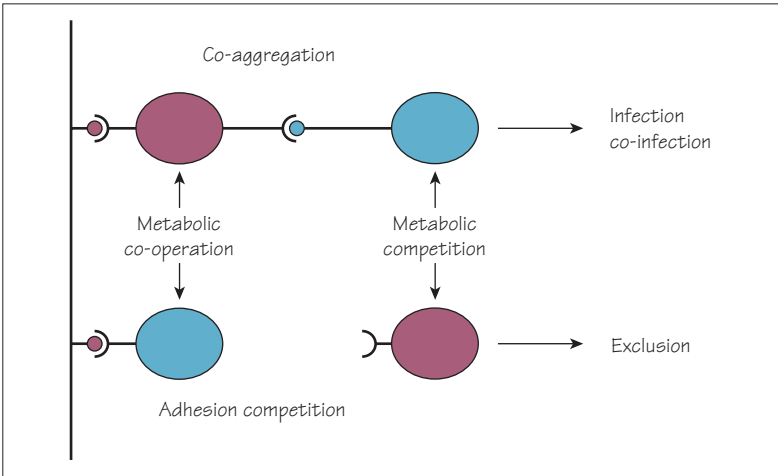 Co-aggregation
Infection
co-infection
Metabolic
co-operation
Metabolic
competition
Exclusion
Adhesion competition